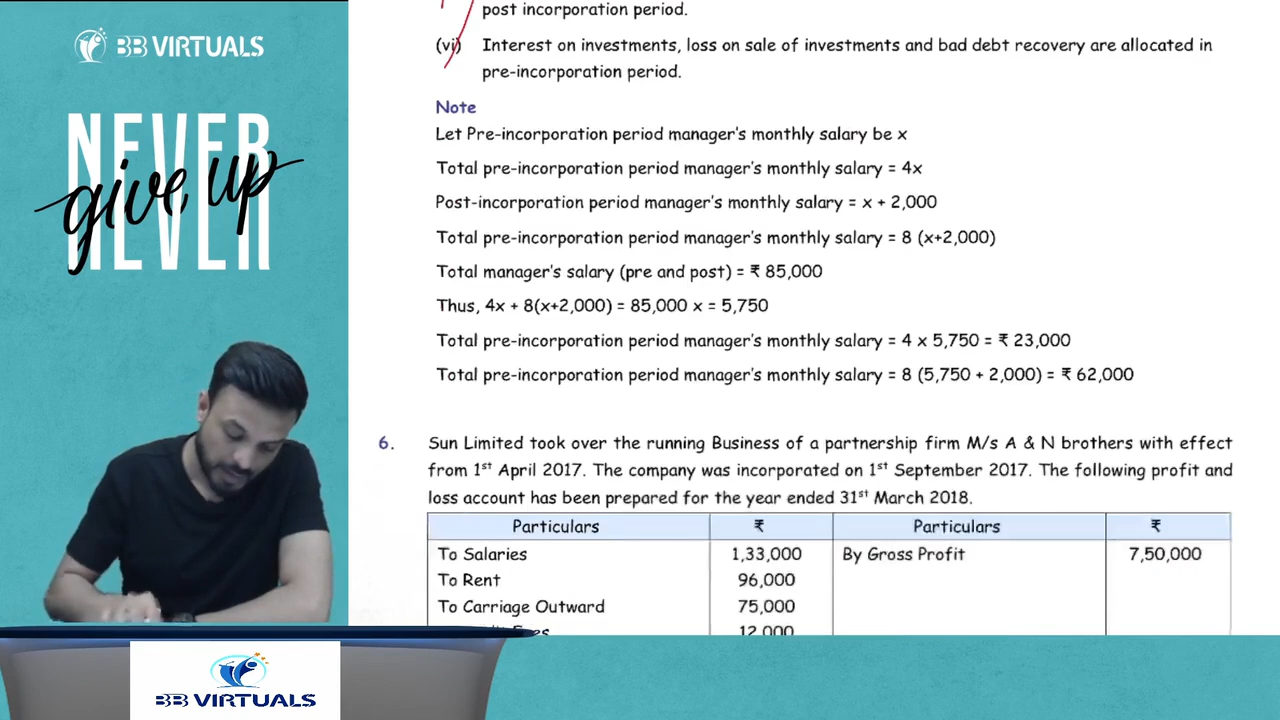 BB VIRTUALS
NEVER
give up
NEVER
post incorporation period.
(vi) Interest on investments, loss on sale of investments and bad debt recovery are allocated in
pre-incorporation period.
Note
Let Pre-incorporation period manager's monthly salary be x
Total pre-incorporation period manager's monthly salary = 4x
Post-incorporation period manager's monthly salary = x + 2,000
Total pre-incorporation period manager's monthly salary = 8 (x+2,000)
Total manager's salary (pre and post) = ₹ 85,000
Thus, 4x + 8(x+2,000) = 85,000 x = 5,750
Total pre-incorporation period manager's monthly salary = 4 x 5,750 = ₹ 23,000
Total pre-incorporation period manager's monthly salary = 8 (5,750 + 2,000) = ₹ 62,000
6. Sun Limited took over the running Business of a partnership firm M/s A & N brothers with effect
from 1st April 2017. The company was incorporated on 1st September 2017. The following profit and
loss account has been prepared for the year ended 31st March 2018.
Particulars ₹ Particulars ₹
To Salaries 1,33,000 By Gross Profit 7,50,000
To Rent 96,000
To Carriage Outward 75,000
12,000
BB VIRTUALS